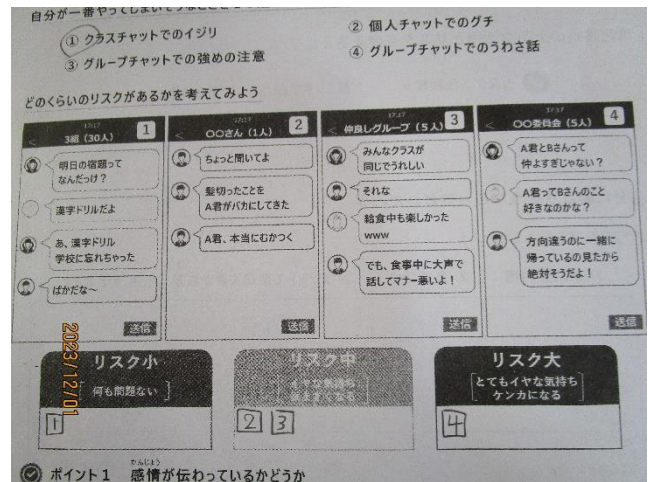 ① クラスチャットでのイジリ
② 個人チャットでのグチ
③ グループチャットでの強めの注意
④ グループチャットでのうわさ話
どのくらいのリスクがあるかを考えてみよう
17:17
3組（30人） 1
明日の宿題って
なんだっけ？
漢字ドリルだよ
あ、漢字ドリル
学校に忘れちゃった
ばかだな～
送信
17:17
○○さん（1人） 2
ちょっと聞いてよ
髪切ったことを
A君がバカにしてきた
A君、本当にむかつく
送信
17:17
仲良しグループ（5人） 3
みんなクラスが
同じでうれしい
それな
給食中も楽しかった
www
でも、食事中に大声で
話してマナー悪いよ！
送信
17:17
○○委員会（5人） 4
A君とBさんって
仲よすぎじゃない？
A君ってBさんのこと
好きなのかな？
方向違うのに一緒に
帰っているの見たから
絶対そうだよ！
送信
リスク小
何も問題ない
1
リスク中
イヤな気持ち
2 3
リスク大
とてもイヤな気持ち
ケンカになる
4
2023/12/01
ポイント1 感情が伝わっているかどうか
かんじょう